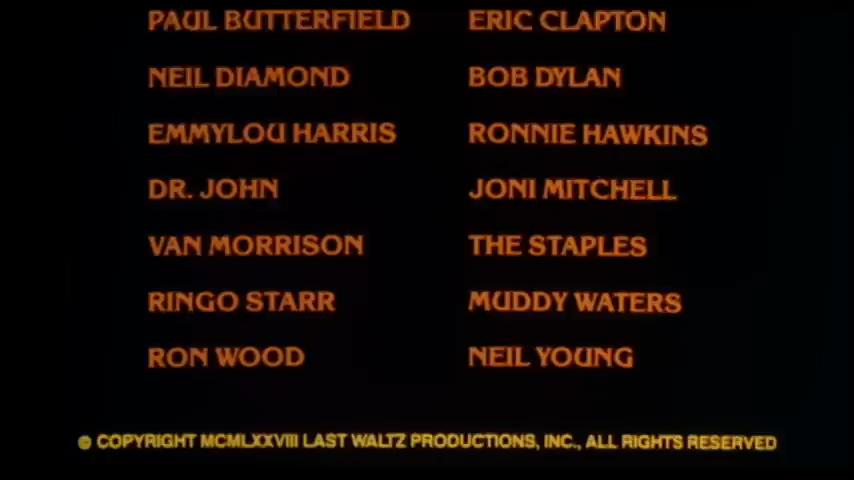 PAUL BUTTERFIELD ERIC CLAPTON
NEIL DIAMOND BOB DYLAN
EMMYLOU HARRIS RONNIE HAWKINS
DR. JOHN JONI MITCHELL
VAN MORRISON THE STAPLES
RINGO STARR MUDDY WATERS
RON WOOD NEIL YOUNG
© COPYRIGHT MCMLXXVIII LAST WALTZ PRODUCTIONS, INC., ALL RIGHTS RESERVED